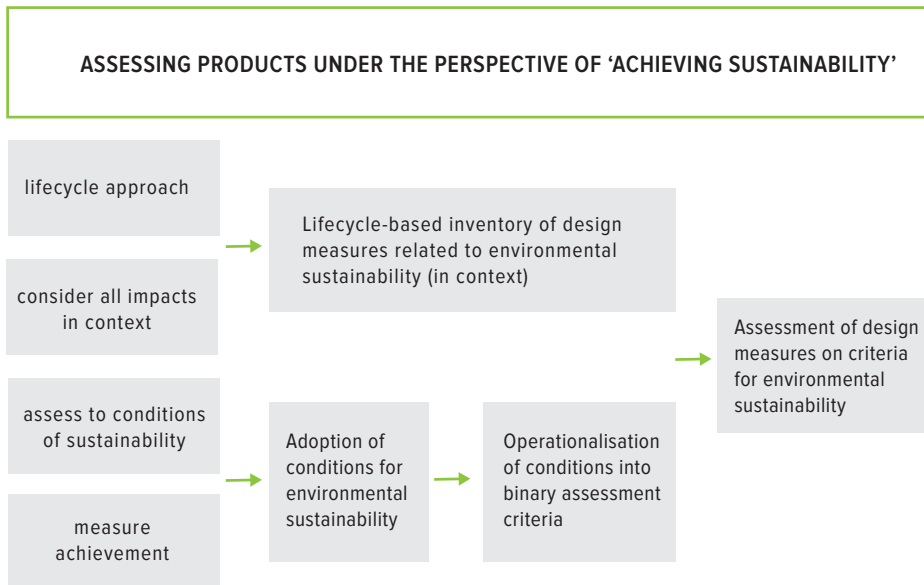 ASSESSING PRODUCTS UNDER THE PERSPECTIVE OF ‘ACHIEVING SUSTAINABILITY’
lifecycle approach
consider all impacts
in context
assess to conditions
of sustainability
measure
achievement
Lifecycle-based inventory of design
measures related to environmental
sustainability (in context)
Adoption of
conditions for
environmental
sustainability
Operationalisation
of conditions into
binary assessment
criteria
Assessment of design
measures on criteria
for environmental
sustainability